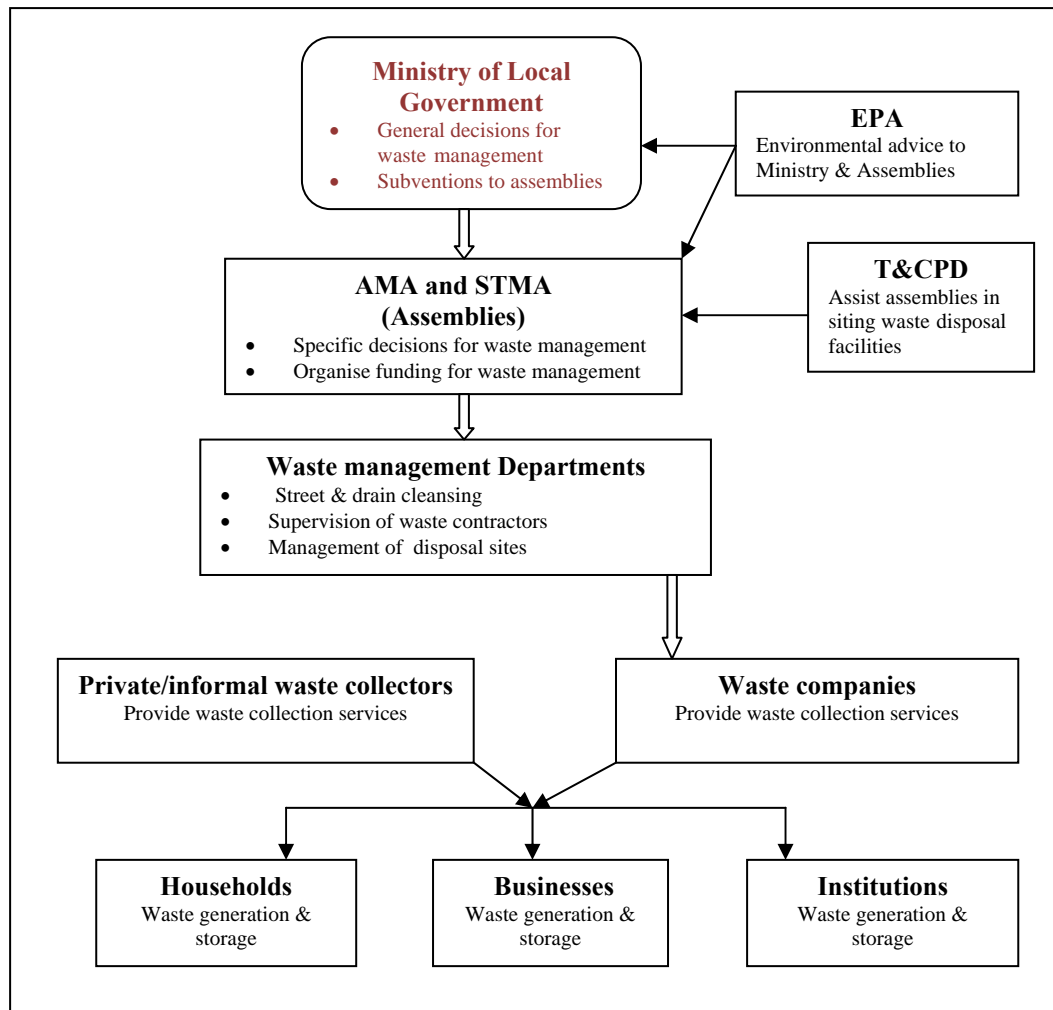 Ministry of Local
Government
• General decisions for
waste management
• Subventions to assemblies
EPA
Environmental advice to
Ministry & Assemblies
T&CPD
Assist assemblies in
siting waste disposal
facilities
AMA and STMA
(Assemblies)
• Specific decisions for waste management
• Organise funding for waste management
Waste management Departments
• Street & drain cleansing
• Supervision of waste contractors
• Management of disposal sites
Private/informal waste collectors
Provide waste collection services
Waste companies
Provide waste collection services
Households
Waste generation &
storage
Businesses
Waste generation &
storage
Institutions
Waste generation &
storage